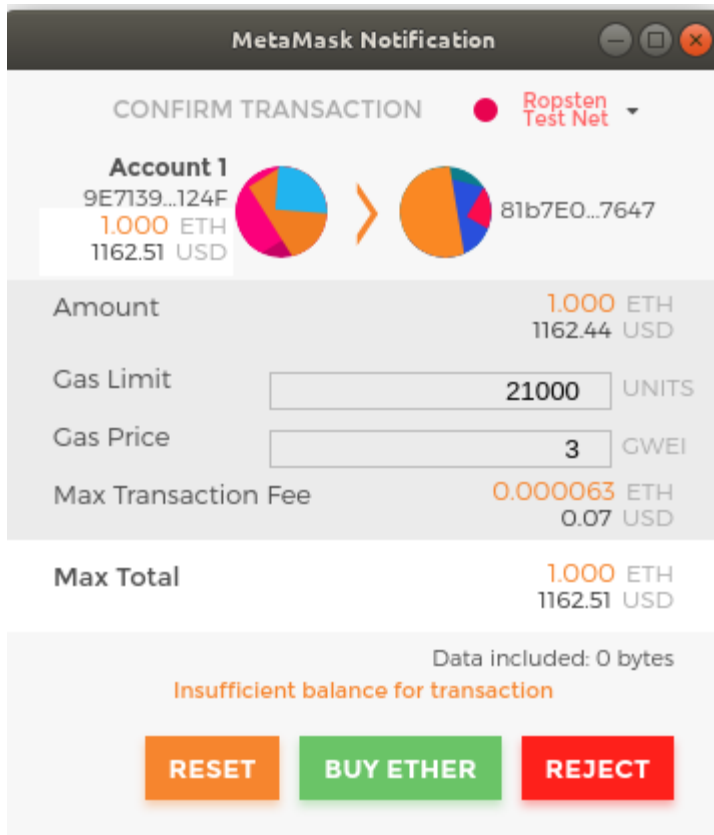 MetaMask Notification
CONFIRM TRANSACTION
Ropsten
Test Net
Account 1
9E7139...124F
1.000 ETH
1162.51 USD
81b7E0...7647
Amount 1.000 ETH
1162.44 USD
Gas Limit 21000 UNITS
Gas Price 3 GWEI
Max Transaction Fee 0.000063 ETH
0.07 USD
Max Total 1.000 ETH
1162.51 USD
Data included: 0 bytes
Insufficient balance for transaction
RESET BUY ETHER REJECT